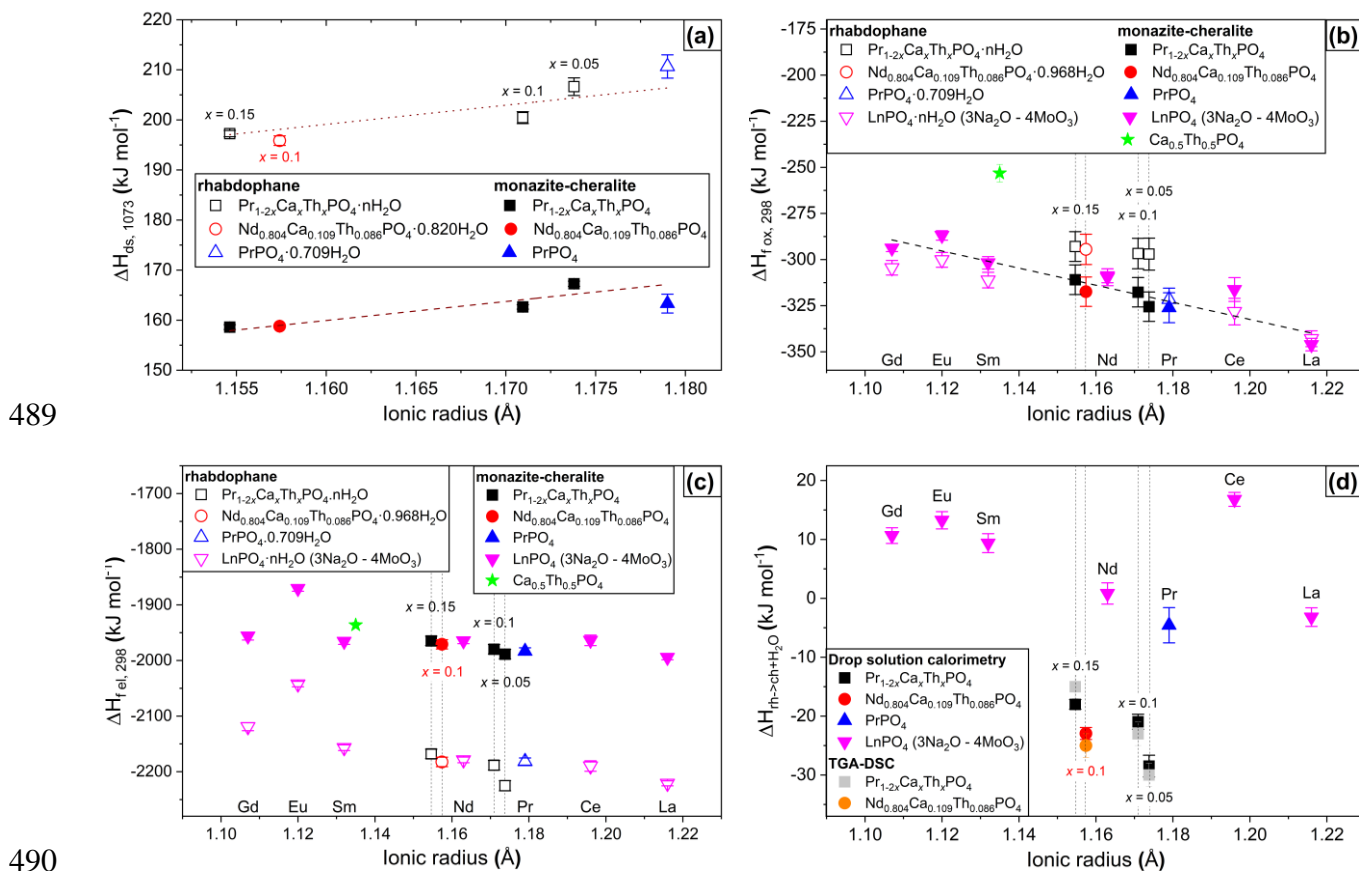 (a)
220
210
200
190
180
170
160
150
ΔH_ds, 1073 (kJ mol⁻¹)
x = 0.15
x = 0.1
x = 0.1
x = 0.05
rhabdophane
Pr₁₋₂ₓCaₓThₓPO₄·nH₂O
Nd₀.₈₀₄Ca₀.₁₀₉Th₀.₀₈₆PO₄·0.820H₂O
PrPO₄·0.709H₂O
monazite-cheralite
Pr₁₋₂ₓCaₓThₓPO₄
Nd₀.₈₀₄Ca₀.₁₀₉Th₀.₀₈₆PO₄
PrPO₄
1.155 1.160 1.165 1.170 1.175 1.180
Ionic radius (Å)
489
(b)
-250
-275
-300
-325
-350
-275
-250
-225
-200
-175
ΔH_f ox, 298 (kJ mol⁻¹)
rhabdophane
Pr₁₋₂ₓCaₓThₓPO₄·nH₂O
Nd₀.₈₀₄Ca₀.₁₀₉Th₀.₀₈₆PO₄·0.968H₂O
PrPO₄·0.709H₂O
LnPO₄·nH₂O (3Na₂O - 4MoO₃)
monazite-cheralite
Pr₁₋₂ₓCaₓThₓPO₄
Nd₀.₈₀₄Ca₀.₁₀₉Th₀.₀₈₆PO₄
PrPO₄
LnPO₄ (3Na₂O - 4MoO₃)
Ca₀.₅Th₀.₅PO₄
x = 0.05
x = 0.15
x = 0.1
Gd Eu Sm Nd Pr Ce La
1.10 1.12 1.14 1.16 1.18 1.20 1.22
Ionic radius (Å)
(c)
-1700
-1800
-1900
-2000
-2100
-2200
ΔH_f el, 298 (kJ mol⁻¹)
rhabdophane
Pr₁₋₂ₓCaₓThₓPO₄.nH₂O
Nd₀.₈₀₄Ca₀.₁₀₉Th₀.₀₈₆PO₄·0.968H₂O
PrPO₄.0.709H₂O
LnPO₄·nH₂O (3Na₂O - 4MoO₃)
monazite-cheralite
Pr₁₋₂ₓCaₓThₓPO₄
Nd₀.₈₀₄Ca₀.₁₀₉Th₀.₀₈₆PO₄
PrPO₄
LnPO₄ (3Na₂O - 4MoO₃)
Ca₀.₅Th₀.₅PO₄
x = 0.15
x = 0.1
x = 0.1
x = 0.05
Gd Eu Sm Nd Pr Ce La
1.10 1.12 1.14 1.16 1.18 1.20 1.22
Ionic radius (Å)
490
(d)
20
10
0
-10
-20
-30
ΔH_rh->ch+H₂O (kJ mol⁻¹)
Gd
Eu
Sm
Nd
Pr
Ce
La
x = 0.15
x = 0.1
x = 0.1
x = 0.05
Drop solution calorimetry
Pr₁₋₂ₓCaₓThₓPO₄
Nd₀.₈₀₄Ca₀.₁₀₉Th₀.₀₈₆PO₄
PrPO₄
LnPO₄ (3Na₂O - 4MoO₃)
TGA-DSC
Pr₁₋₂ₓCaₓThₓPO₄
Nd₀.₈₀₄Ca₀.₁₀₉Th₀.₀₈₆PO₄
1.10 1.12 1.14 1.16 1.18 1.20 1.22
Ionic radius (Å)